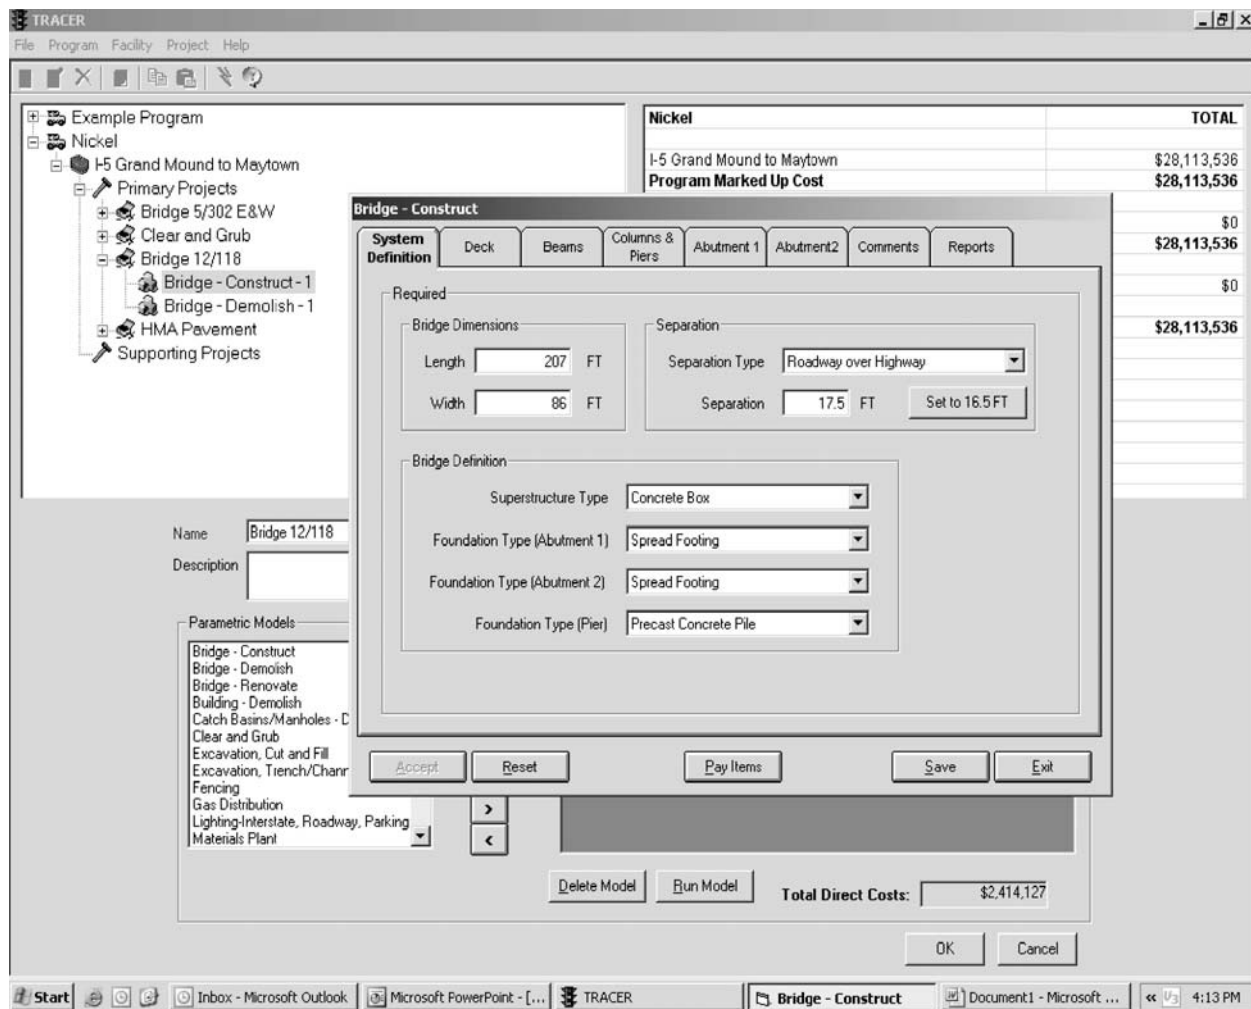 TRACER
File Program Facility Project Help
Example Program
Nickel
I-5 Grand Mound to Maytown
Primary Projects
Bridge 5/302 E&W
Clear and Grub
Bridge 12/118
Bridge - Construct - 1
Bridge - Demolish - 1
HMA Pavement
Supporting Projects
Nickel TOTAL
I-5 Grand Mound to Maytown $28,113,536
Program Marked Up Cost $28,113,536
$0
$28,113,536
$0
$28,113,536
Bridge - Construct
System Definition
Deck
Beams
Columns & Piers
Abutment 1
Abutment2
Comments
Reports
Required
Bridge Dimensions
Length 207 FT
Width 86 FT
Separation
Separation Type Roadway over Highway
Separation 17.5 FT Set to 16.5 FT
Bridge Definition
Superstructure Type Concrete Box
Foundation Type (Abutment 1) Spread Footing
Foundation Type (Abutment 2) Spread Footing
Foundation Type (Pier) Precast Concrete Pile
Accept Reset Pay Items Save Exit
Name Bridge 12/118
Description
Parametric Models
Bridge - Construct
Bridge - Demolish
Bridge - Renovate
Building - Demolish
Catch Basins/Manholes - D
Clear and Grub
Excavation, Cut and Fill
Excavation, Trench/Chanr
Fencing
Gas Distribution
Lighting-Interstate, Roadway, Parking
Materials Plant
>
<
Delete Model Run Model Total Direct Costs: $2,414,127
OK Cancel
Start Inbox - Microsoft Outlook Microsoft PowerPoint - [... TRACER Bridge - Construct Document1 - Microsoft ... « V3 4:13 PM